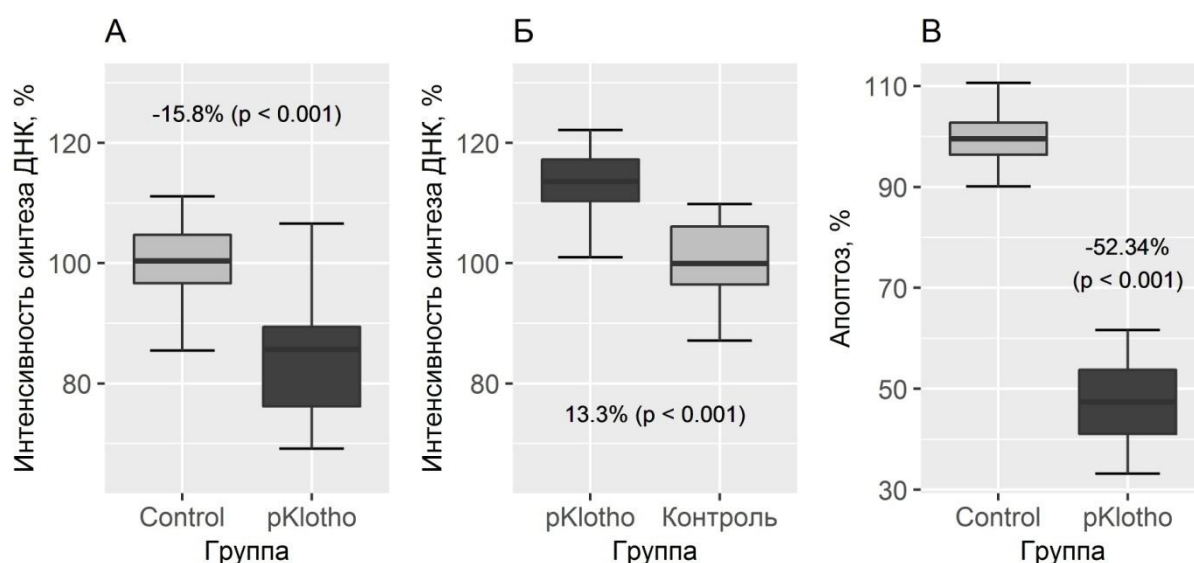 А
Интенсивность синтеза ДНК, %
120
100
80
-15.8% (p < 0.001)
Control
pKlotho
Группа
Б
Интенсивность синтеза ДНК, %
120
100
80
13.3% (p < 0.001)
pKlotho
Контроль
Группа
В
Апоптоз, %
110
90
70
50
30
-52.34%
(p < 0.001)
Control
pKlotho
Группа